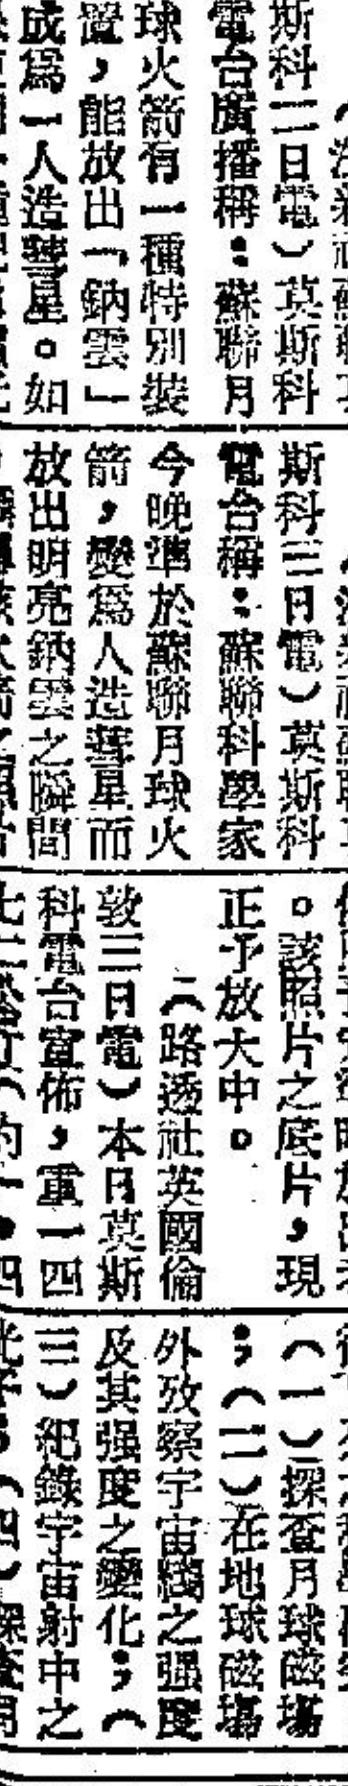 斯科二日電）莫斯科
電台廣播稱：蘇聯月
球火箭有一種特別裝
置，能放出「鈉雲」
成爲一人造彗星。如
斯科三日電）莫斯科
電台稱：蘇聯科學家
今晚準於蘇聯月球火
箭，變爲人造彗星而
放出明亮鈉雲之瞬間
。該照片之底片，現
正予放大中。
（路透社英國倫
敦三日電）本日莫斯
科電台宣佈，重一四
（一）探查月球磁場
；（二）在地球磁場
外攷察宇宙綫之强度
及其强度之變化；（
三）紀錄宇宙射中之